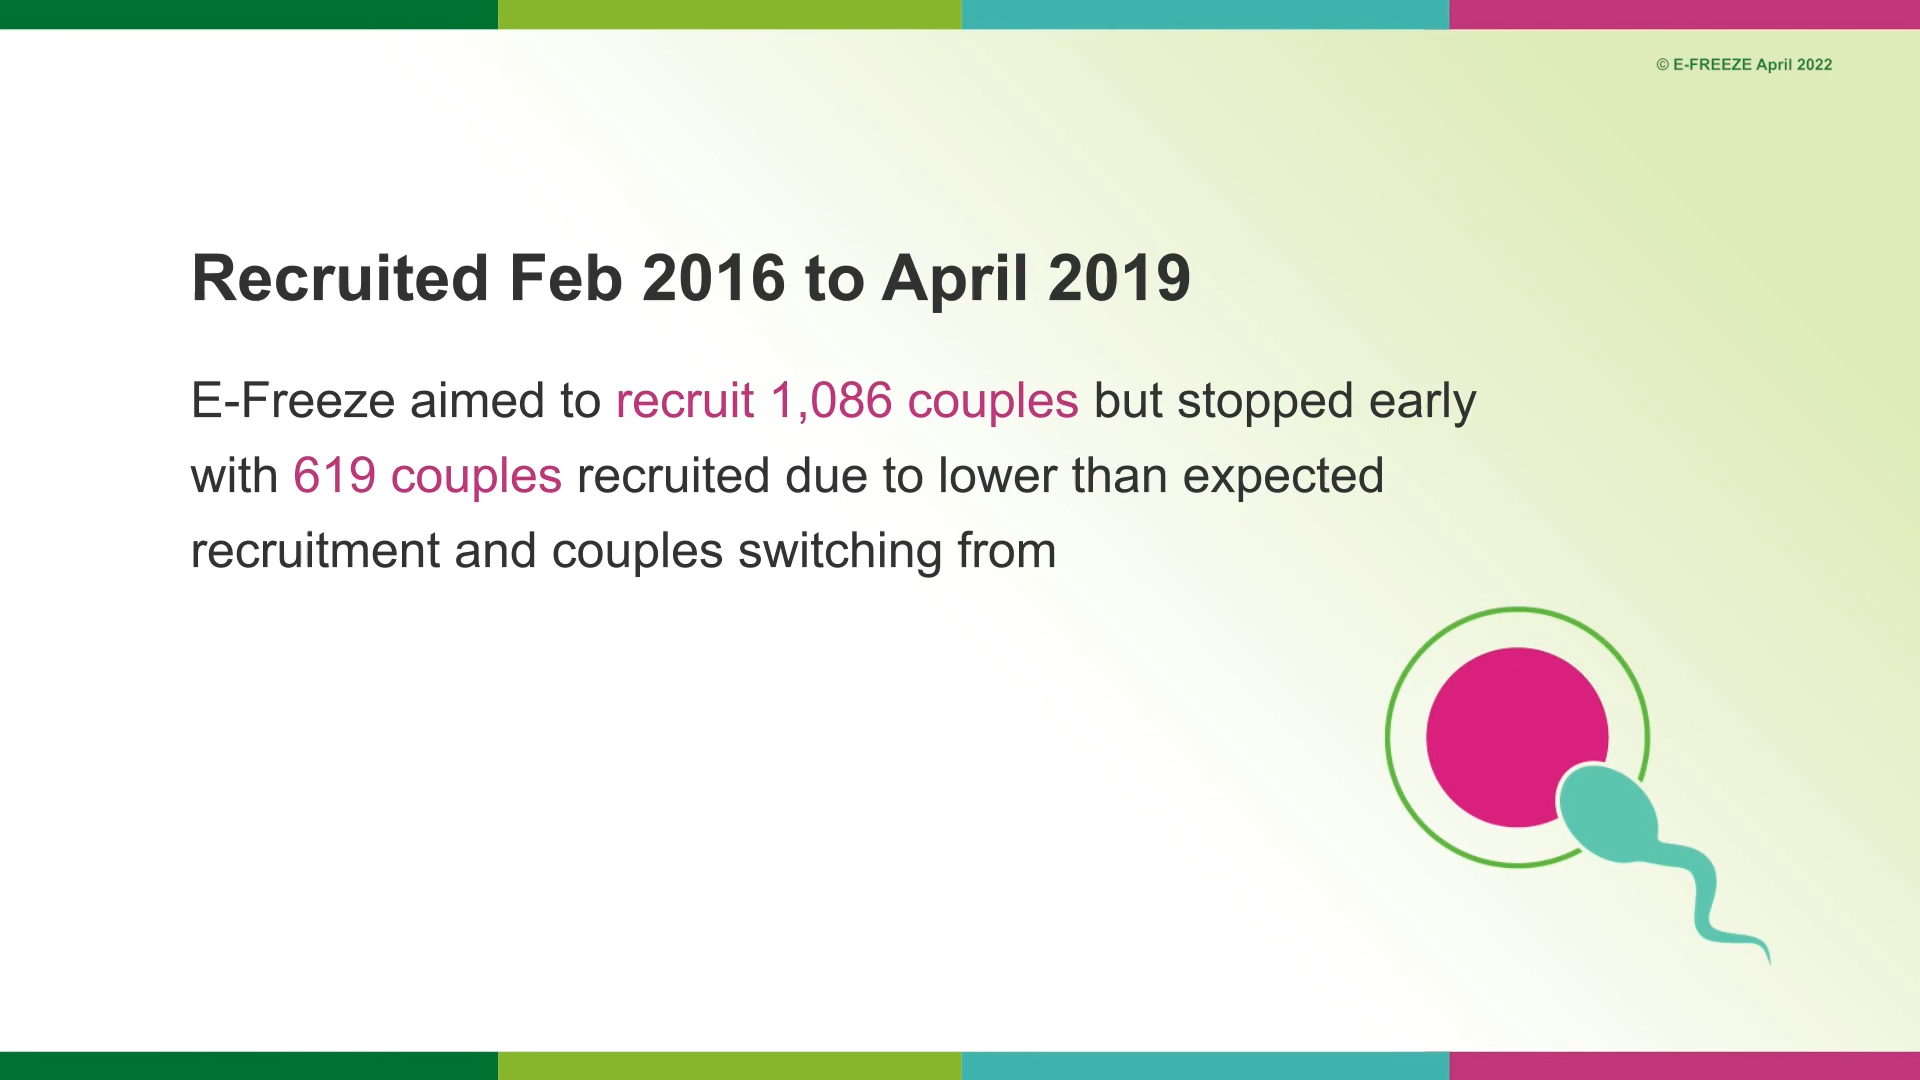 © E-FREEZE April 2022
Recruited Feb 2016 to April 2019
E-Freeze aimed to recruit 1,086 couples but stopped early
with 619 couples recruited due to lower than expected
recruitment and couples switching from